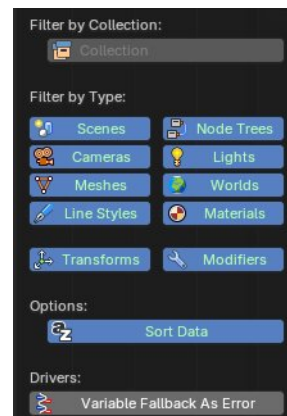 Filter by Collection:
Collection
Filter by Type:
Scenes Node Trees
Cameras Lights
Meshes Worlds
Line Styles Materials
Transforms Modifiers
Options:
Sort Data
Drivers:
Variable Fallback As Error